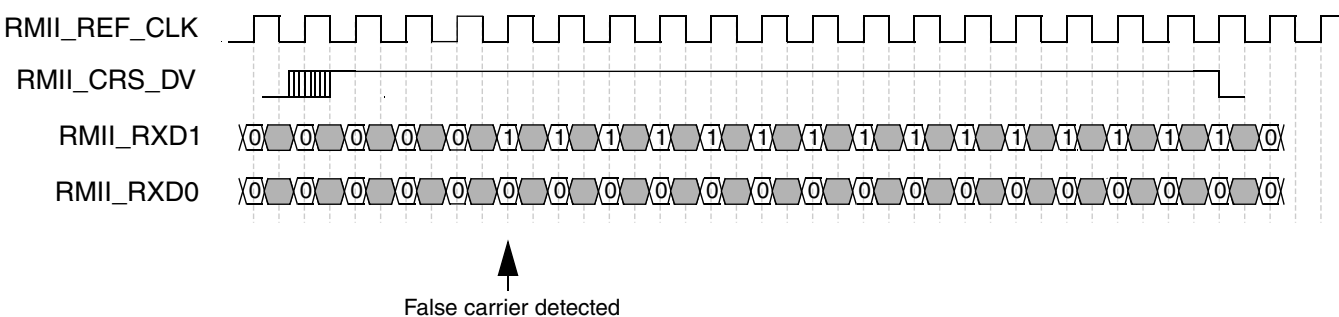 RMII_REF_CLK
RMII_CRS_DV
RMII_RXD1 0 0 0 0 0 1 1 1 1 1 1 1 1 1 1 1 1 1 1 1 0
RMII_RXD0 0 0 0 0 0 0 0 0 0 0 0 0 0 0 0 0 0 0 0 0 0
False carrier detected